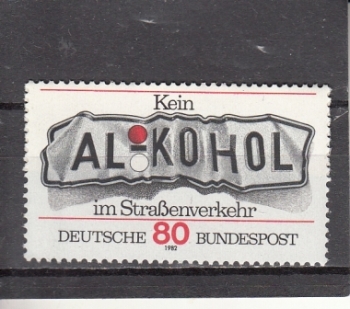 Kein
AL-KOHOL
im Straßenverkehr
DEUTSCHE 80 BUNDESPOST
1982